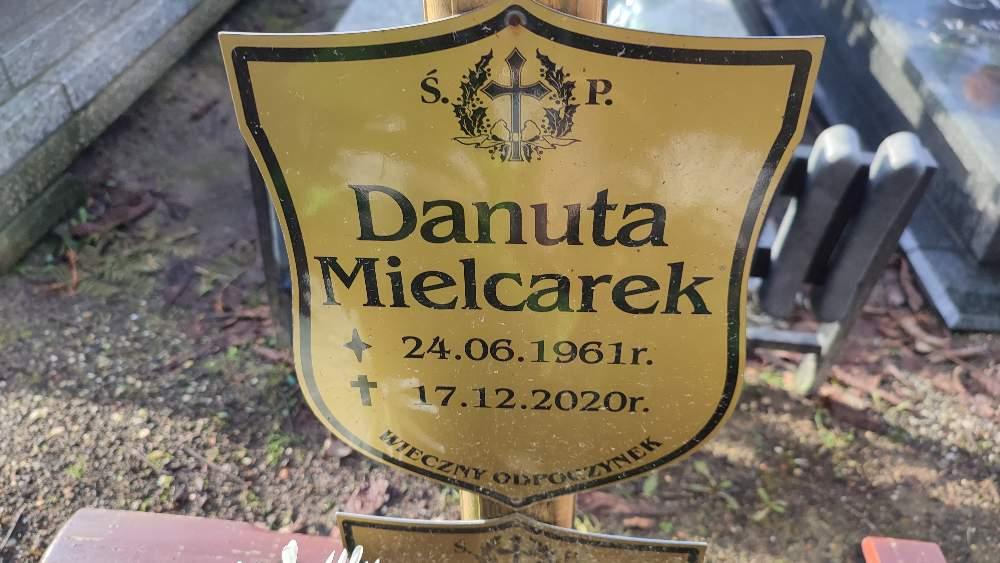 Ś. P.
Danuta
Mielcarek
24.06.1961r.
17.12.2020r.
WIECZNY ODPOCZYNEK
S. P.